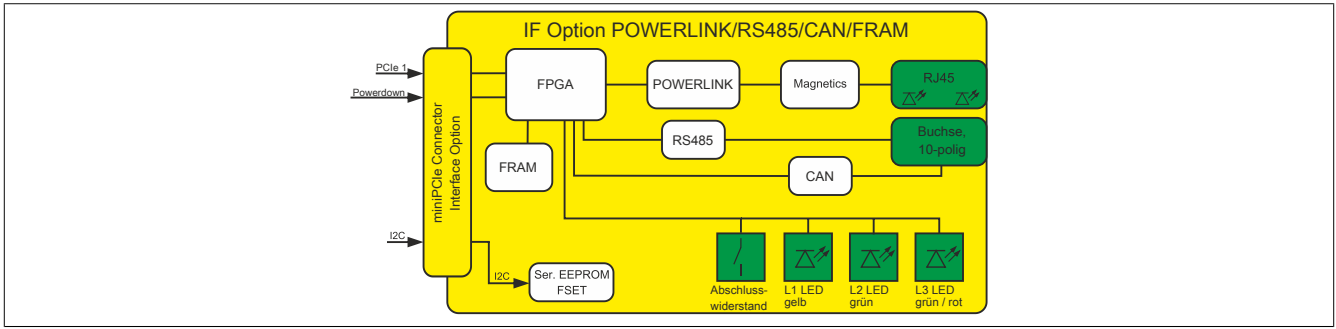 IF Option POWERLINK/RS485/CAN/FRAM
PCIe 1
Powerdown
I2C
miniPCIe Connector
Interface Option
FPGA
POWERLINK
Magnetics
RJ45
RS485
Buchse,
10-polig
FRAM
CAN
I2C
Ser. EEPROM
FSET
Abschluss-
widerstand
L1 LED
gelb
L2 LED
grün
L3 LED
grün / rot